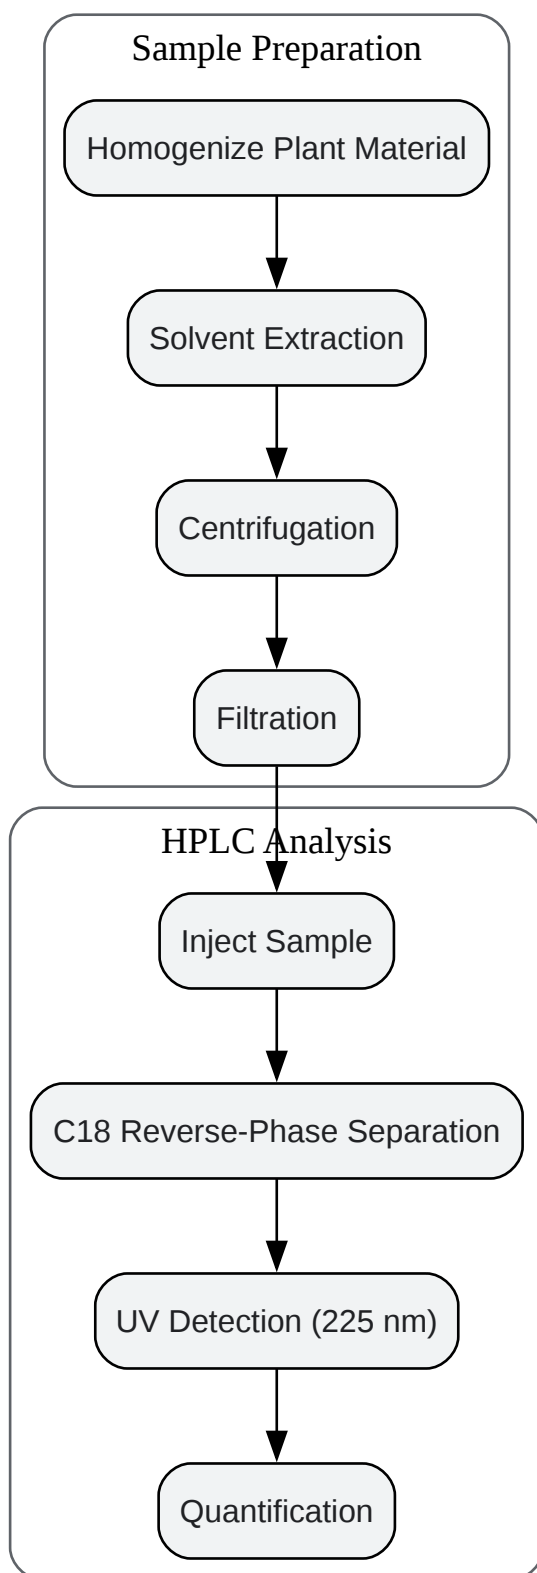 Sample Preparation
Homogenize Plant Material
Solvent Extraction
Centrifugation
Filtration
HPLC Analysis
Inject Sample
C18 Reverse-Phase Separation
UV Detection (225 nm)
Quantification